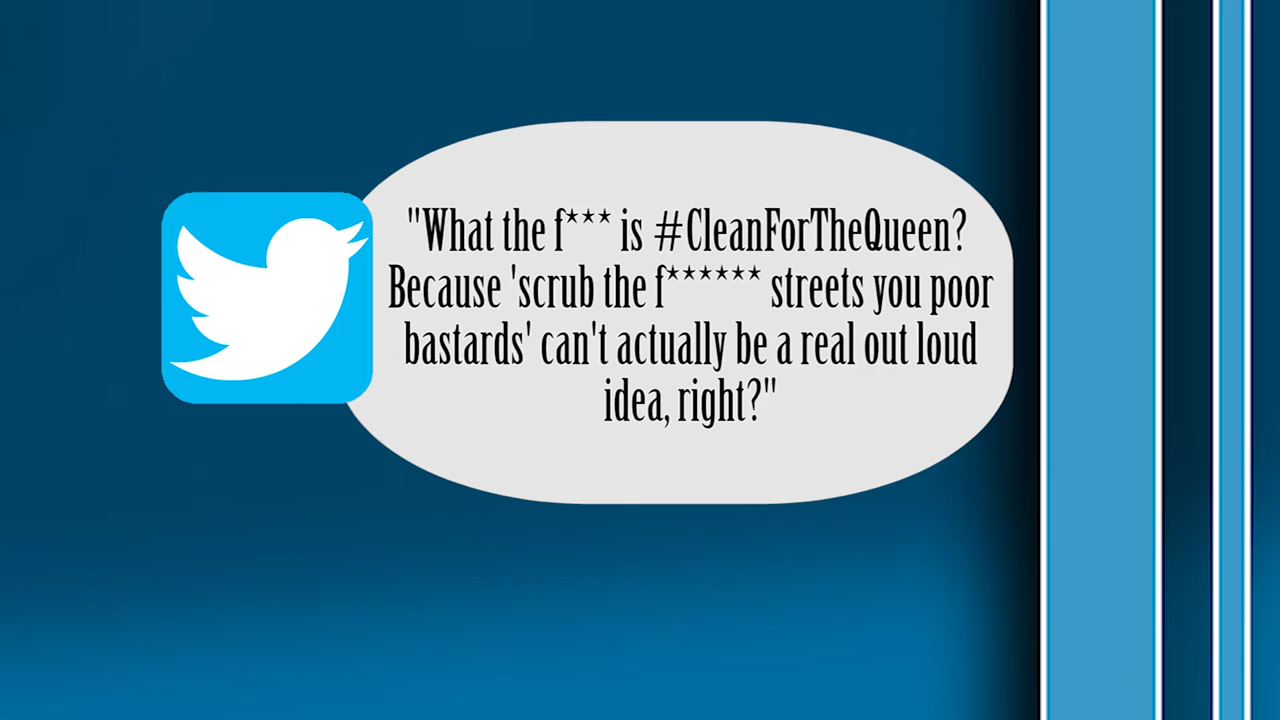 "What the f*** is #CleanForTheQueen?
Because 'scrub the f****** streets you poor
bastards' can't actually be a real out loud
idea, right?"